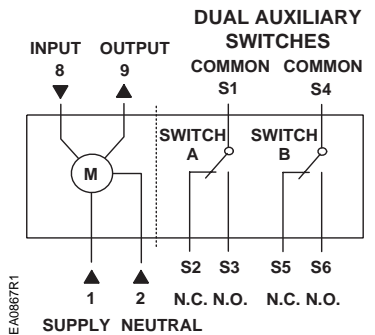 DUAL AUXILIARY
SWITCHES
INPUT OUTPUT
8 9
COMMON COMMON
S1 S4
SWITCH A
SWITCH B
M
S2 S3 S5 S6
N.C. N.O. N.C. N.O.
1 2
SUPPLY NEUTRAL
EA0867R1